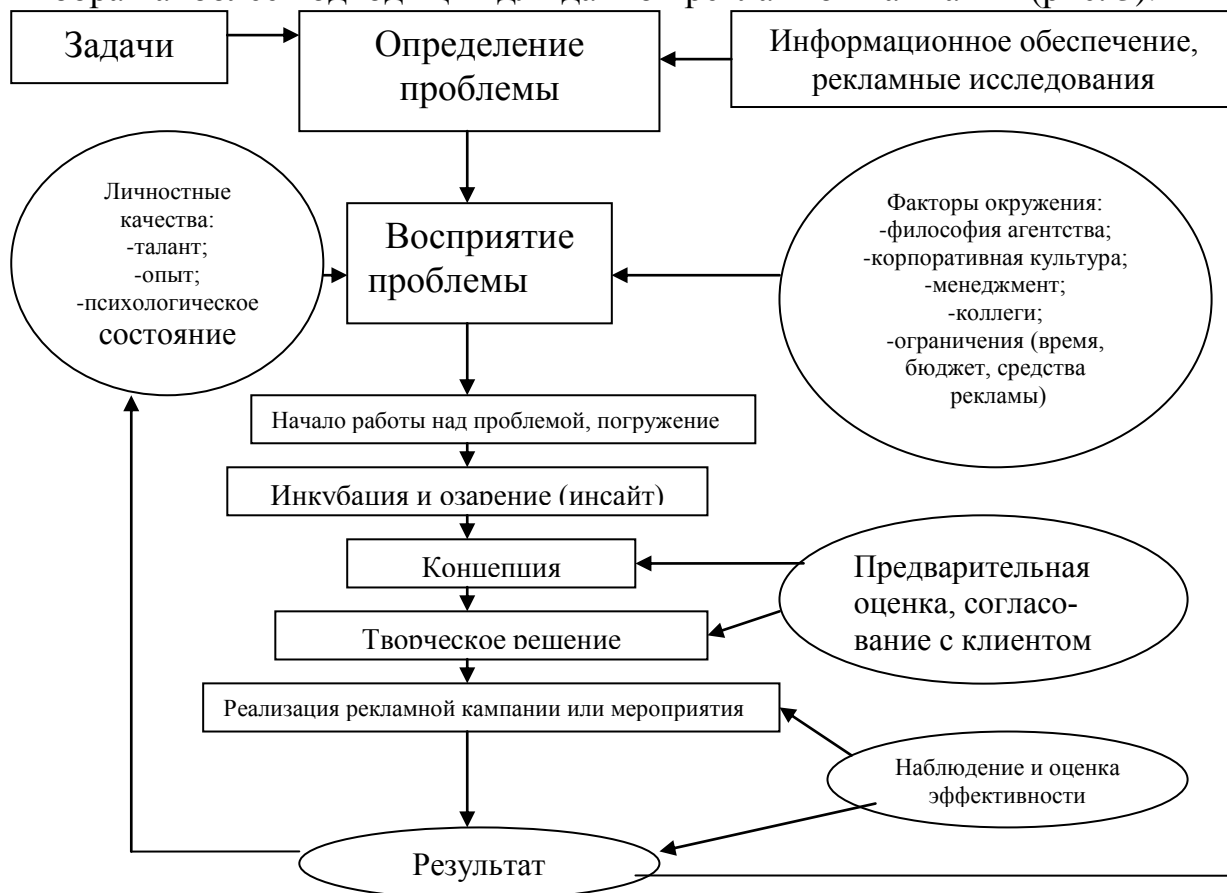 Задачи
Определение
проблемы
Информационное обеспечение,
рекламные исследования
Личностные
качества:
-талант;
-опыт;
-психологическое
состояние
Восприятие
проблемы
Факторы окружения:
-философия агентства;
-корпоративная культура;
-менеджмент;
-коллеги;
-ограничения (время,
бюджет, средства
рекламы)
Начало работы над проблемой, погружение
Инкубация и озарение (инсайт)
Концепция
Предварительная
оценка, согласо-
вание с клиентом
Творческое решение
Реализация рекламной кампании или мероприятия
Наблюдение и оценка
эффективности
Результат